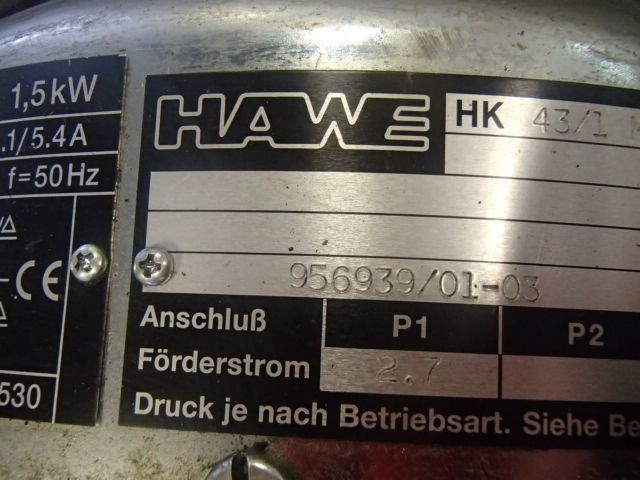 1,5kW
.1/5.4A
f=50Hz
CE
530
HAWE
HK 43/1
956939/01-03
Anschluß P1 P2
Förderstrom 2.7
Druck je nach Betriebsart. Siehe Be